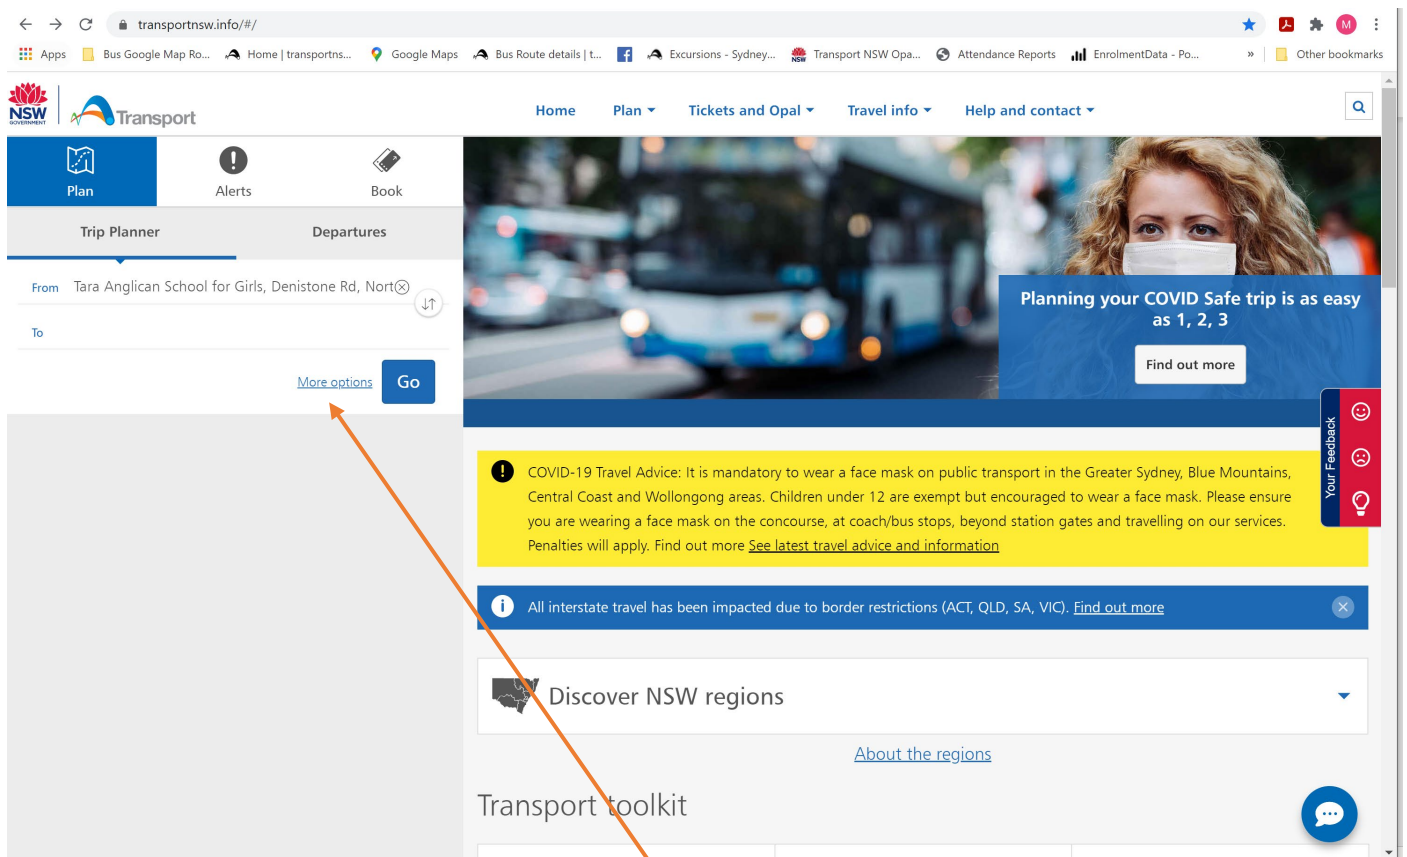 transportnsw.info/#/
M
Apps
Bus Google Map Ro...
Home | transportns...
Google Maps
Bus Route details | t...
Excursions - Sydney...
Transport NSW Opa...
Attendance Reports
EnrolmentData - Po...
»
Other bookmarks
NSW
GOVERNMENT
Transport
Home
Plan
Tickets and Opal
Travel info
Help and contact
Plan
Alerts
Book
Trip Planner
Departures
From Tara Anglican School for Girls, Denistone Rd, Nort
To
More options
Go
Planning your COVID Safe trip is as easy
as 1, 2, 3
Find out more
Your Feedback
COVID-19 Travel Advice: It is mandatory to wear a face mask on public transport in the Greater Sydney, Blue Mountains,
Central Coast and Wollongong areas. Children under 12 are exempt but encouraged to wear a face mask. Please ensure
you are wearing a face mask on the concourse, at coach/bus stops, beyond station gates and travelling on our services.
Penalties will apply. Find out more See latest travel advice and information
All interstate travel has been impacted due to border restrictions (ACT, QLD, SA, VIC). Find out more
Discover NSW regions
About the regions
Transport toolkit